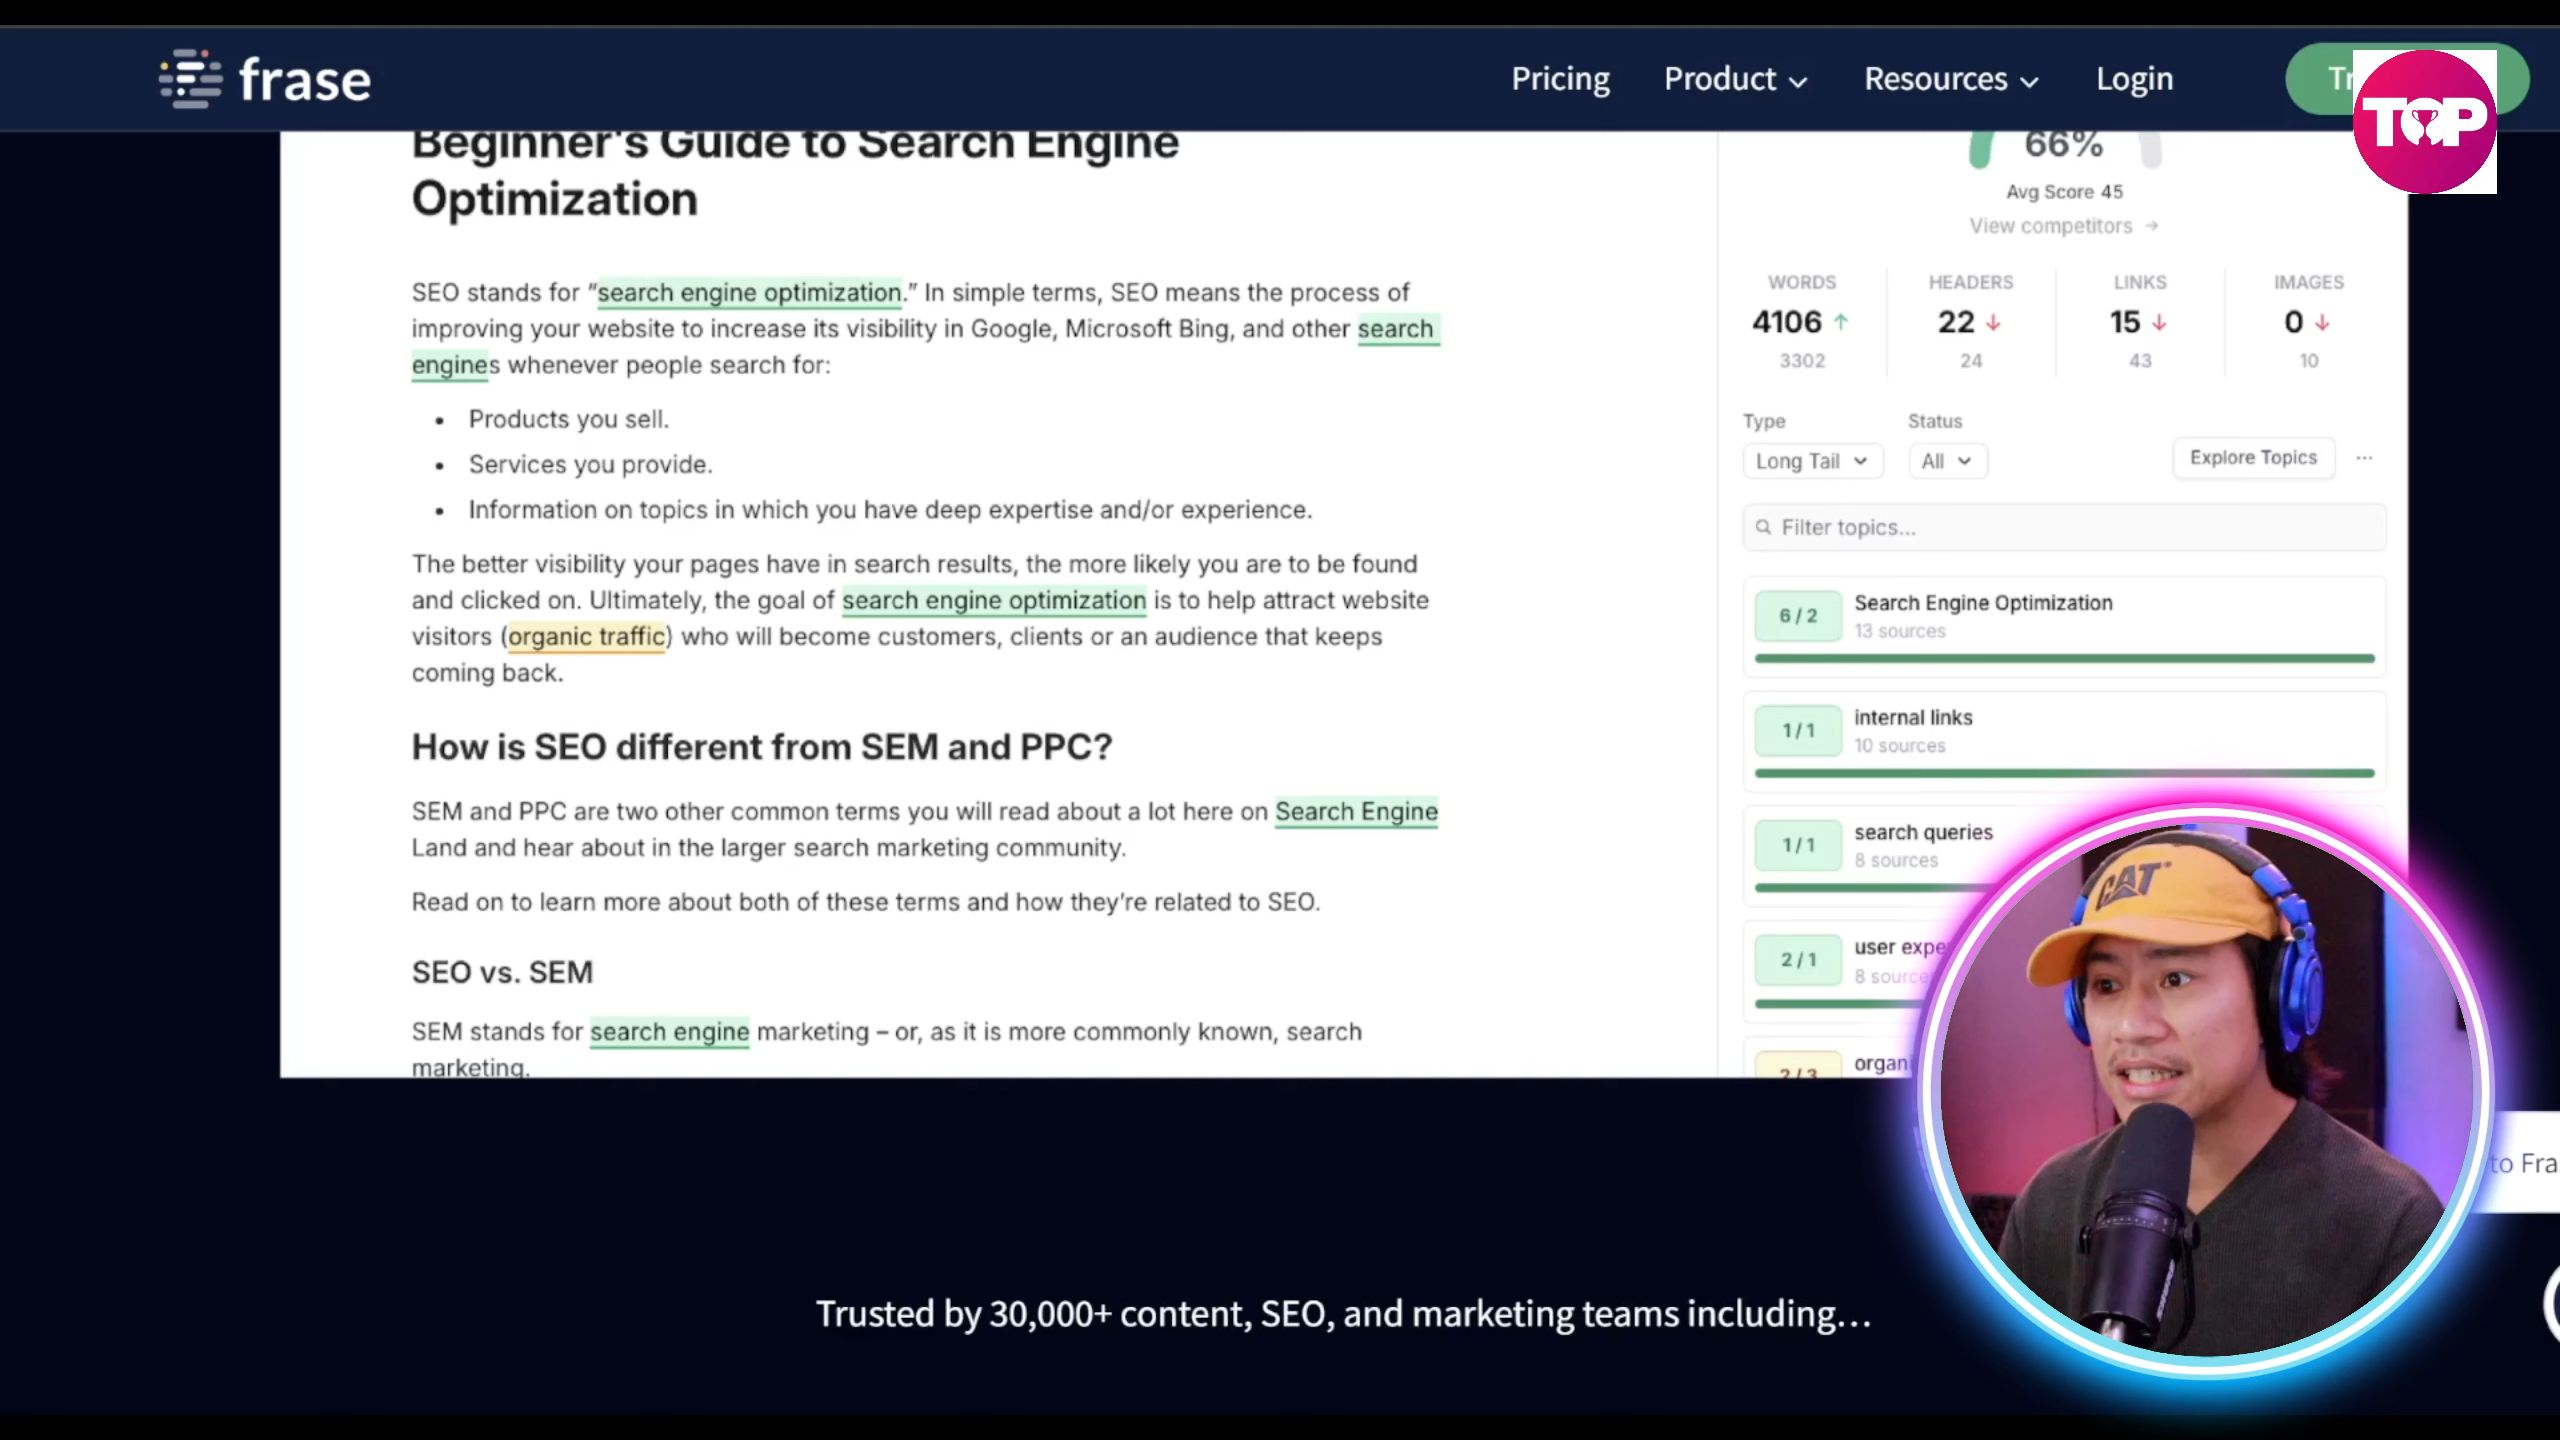 frase
Pricing
Product
Resources
Login
Tr
TOP
Beginner's Guide to Search Engine
Optimization
SEO stands for “search engine optimization.” In simple terms, SEO means the process of
improving your website to increase its visibility in Google, Microsoft Bing, and other search
engines whenever people search for:
• Products you sell.
• Services you provide.
• Information on topics in which you have deep expertise and/or experience.
The better visibility your pages have in search results, the more likely you are to be found
and clicked on. Ultimately, the goal of search engine optimization is to help attract website
visitors (organic traffic) who will become customers, clients or an audience that keeps
coming back.
How is SEO different from SEM and PPC?
SEM and PPC are two other common terms you will read about a lot here on Search Engine
Land and hear about in the larger search marketing community.
Read on to learn more about both of these terms and how they’re related to SEO.
SEO vs. SEM
SEM stands for search engine marketing – or, as it is more commonly known, search
marketing.
66%
Avg Score 45
View competitors →
WORDS HEADERS LINKS IMAGES
4106 ↑ 22 ↓ 15 ↓ 0 ↓
3302 24 43 10
Type Status
Long Tail All Explore Topics ...
Filter topics...
6 / 2 Search Engine Optimization
13 sources
1 / 1 internal links
10 sources
1 / 1 search queries
8 sources
2 / 1 user expe
8 source
2 / 3 organi
CAT
to Fra
Trusted by 30,000+ content, SEO, and marketing teams including...